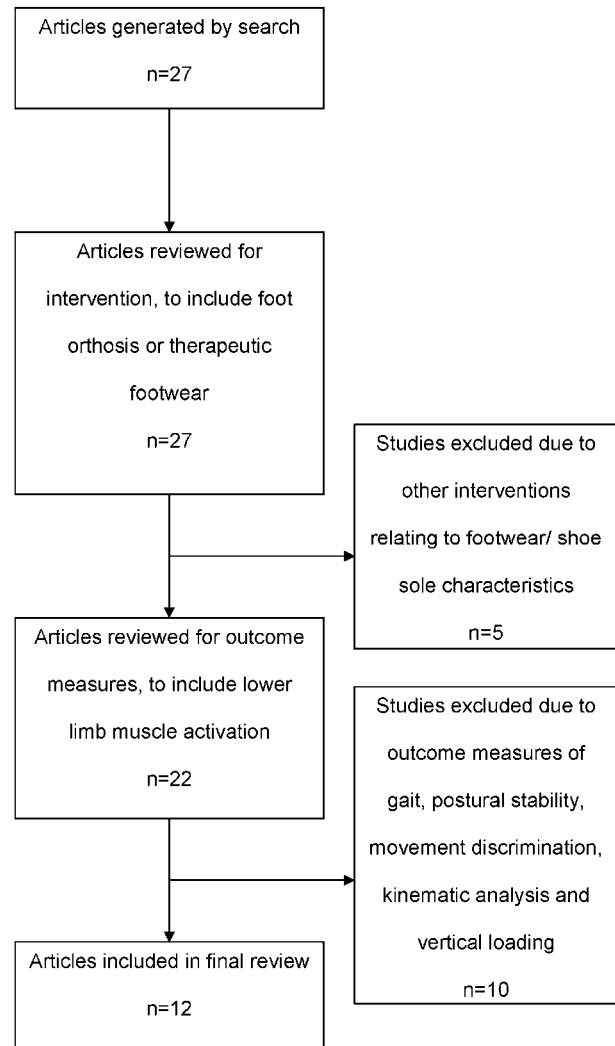 Articles generated by search
n=27
Articles reviewed for
intervention, to include foot
orthosis or therapeutic
footwear
n=27
Studies excluded due to
other interventions
relating to footwear/ shoe
sole characteristics
n=5
Articles reviewed for outcome
measures, to include lower
limb muscle activation
n=22
Studies excluded due to
outcome measures of
gait, postural stability,
movement discrimination,
kinematic analysis and
vertical loading
n=10
Articles included in final review
n=12